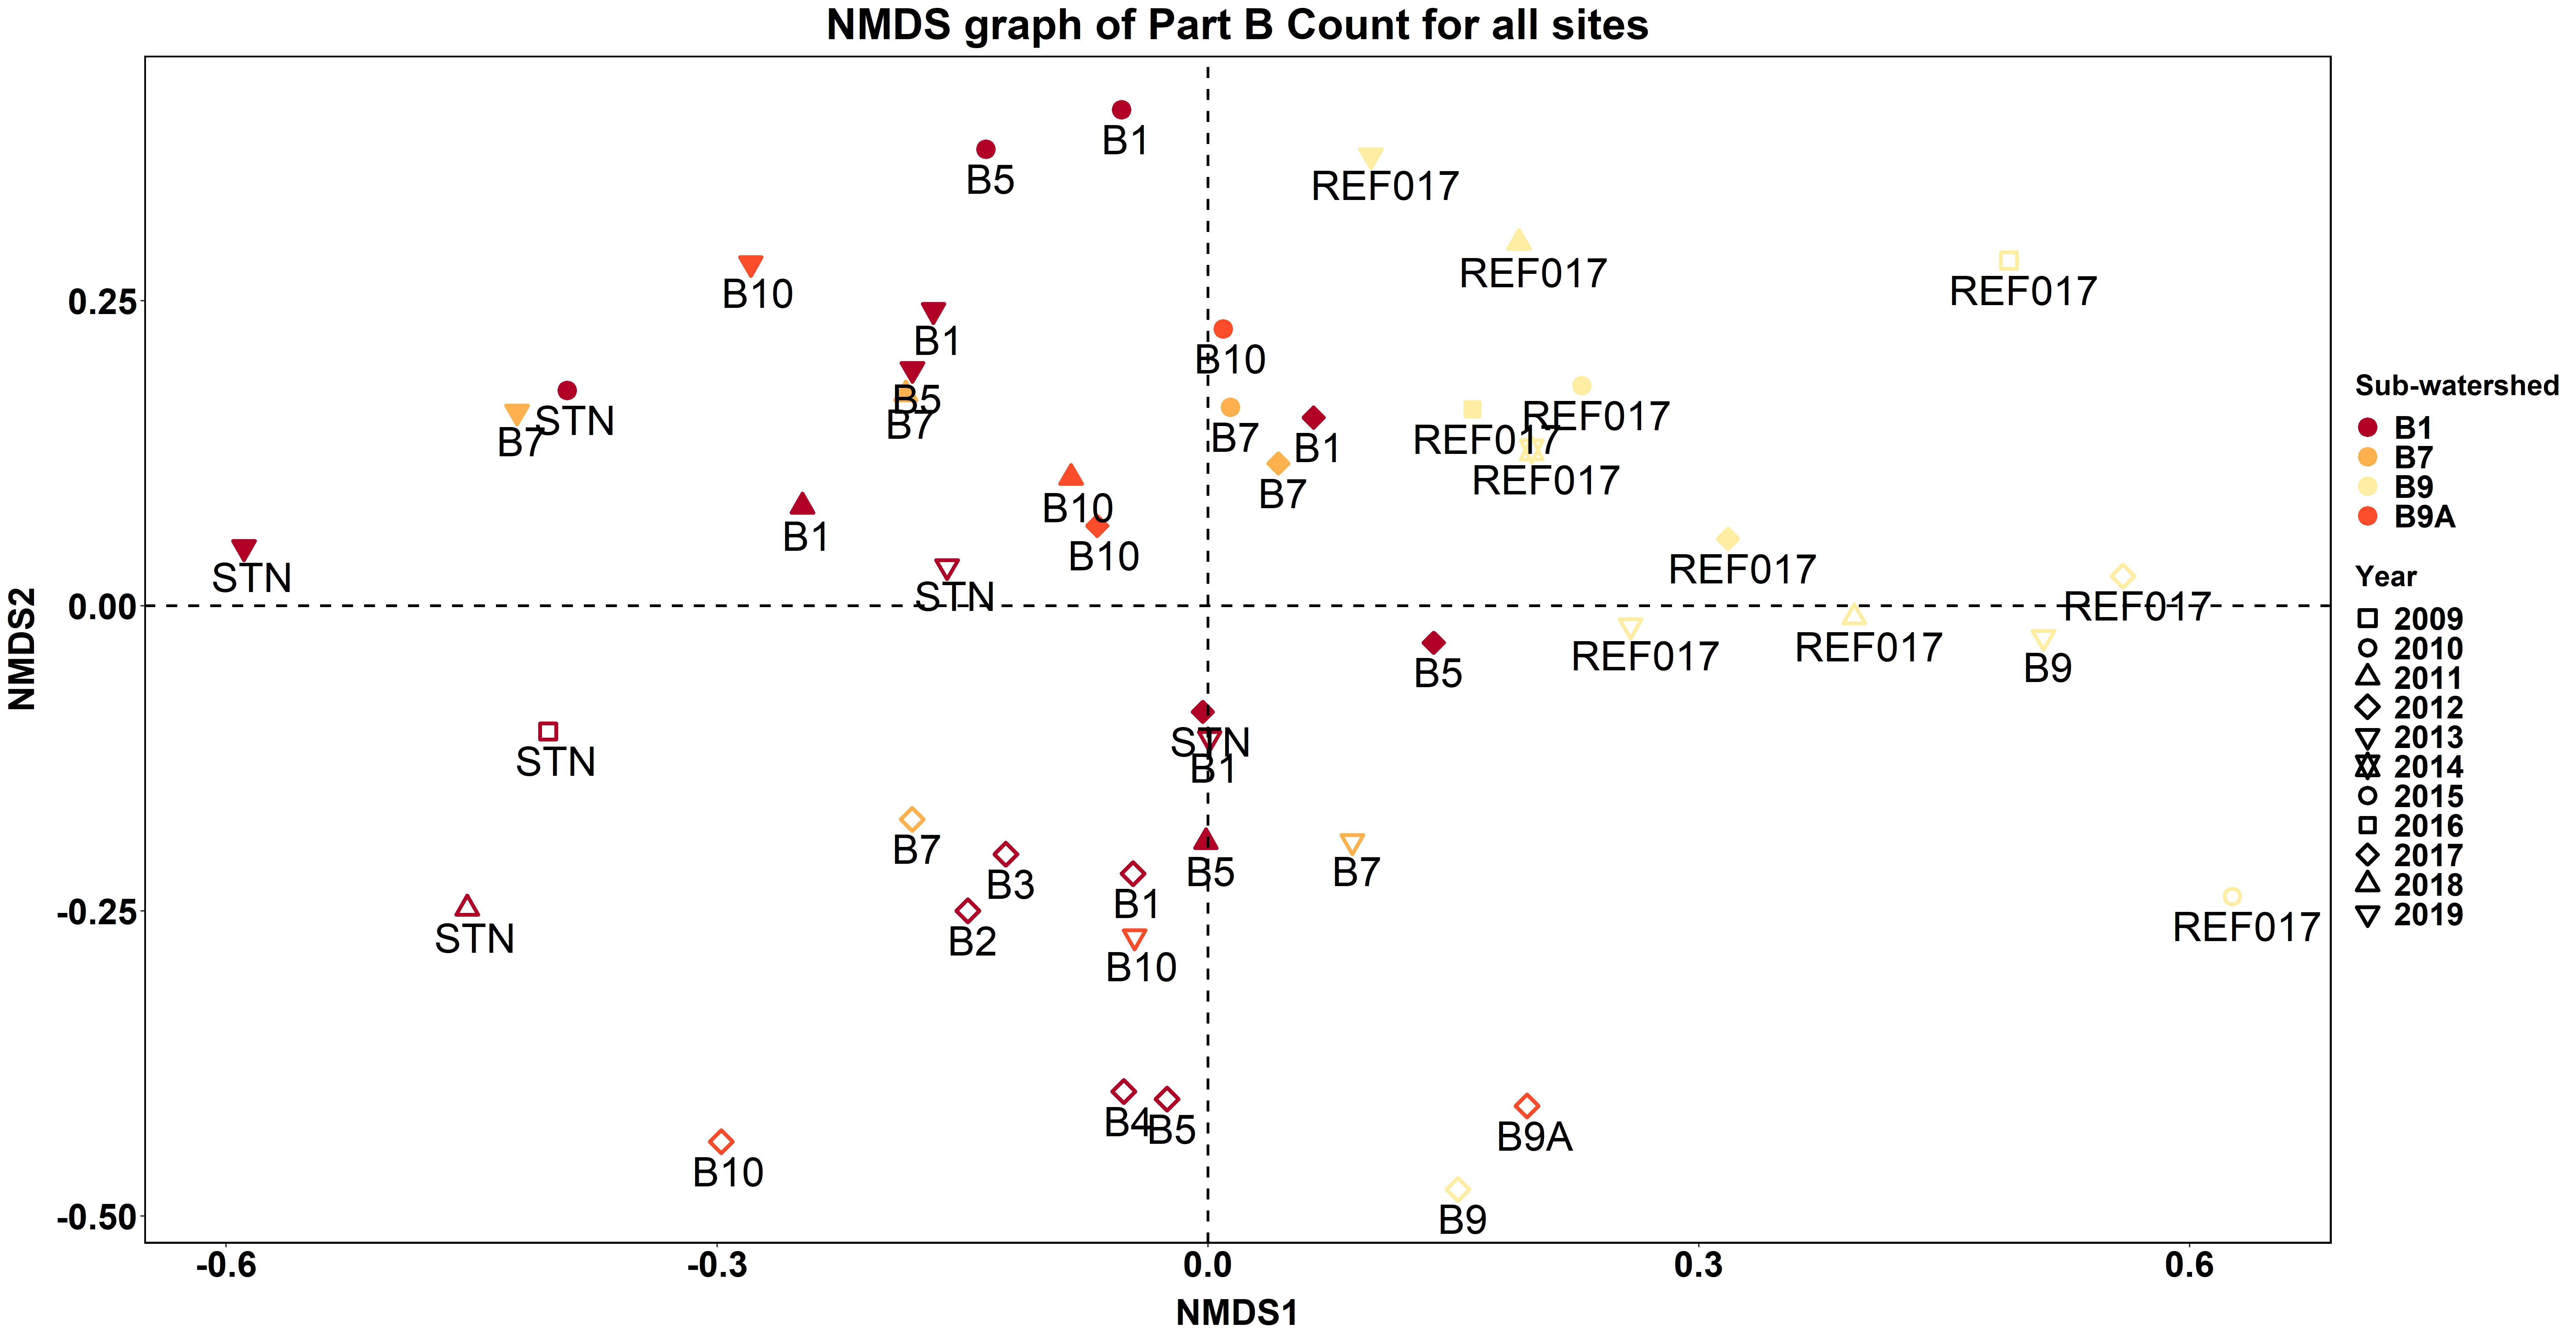 NMDS graph of Part B Count for all sites
B1
B5
REF017
REF017
REF017
B10
B1
B10
B5
B7
STN
B7
REF017
REF017
REF017
B7
B1
B7
B10
B10
B1
STN
STN
REF017
REF017
REF017
REF017
B9
B5
STN
B1
STN
B7
B3
B1
B5
B7
B2
B10
STN
REF017
B4
B5
B9A
B10
B9
0.25
0.00
-0.25
-0.50
NMDS2
-0.6
-0.3
0.0
0.3
0.6
NMDS1
Sub-watershed
B1
B7
B9
B9A
Year
2009
2010
2011
2012
2013
2014
2015
2016
2017
2018
2019